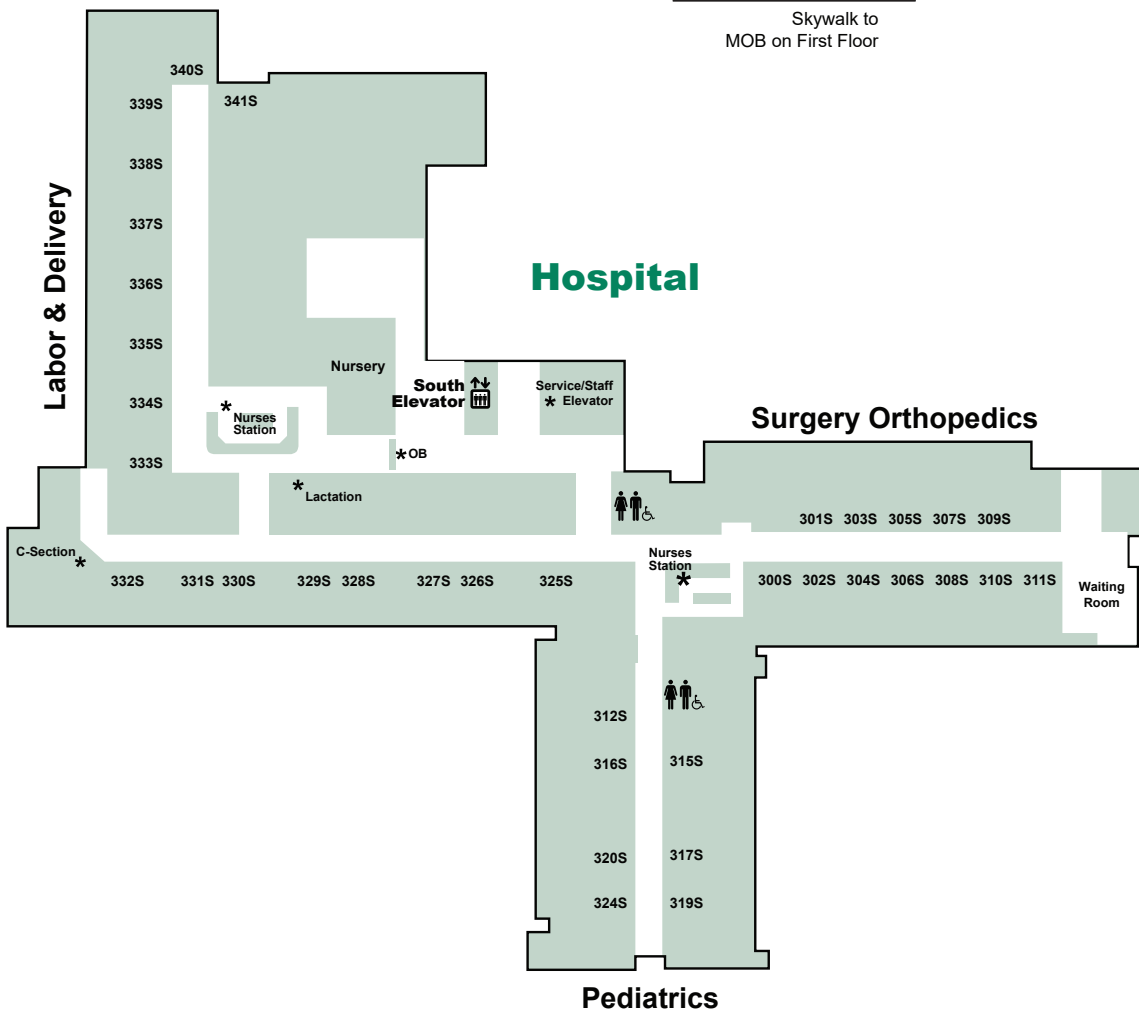 Skywalk to
MOB on First Floor
340S
339S
341S
338S
337S
336S
335S
334S
333S
Labor & Delivery
Hospital
Nursery
South
Elevator
Service/Staff
* Elevator
*
Nurses
Station
* OB
*
Lactation
Surgery Orthopedics
301S 303S 305S 307S 309S
C-Section
*
332S 331S 330S 329S 328S 327S 326S 325S
Nurses
Station
*
300S 302S 304S 306S 308S 310S 311S
Waiting
Room
312S
316S 315S
320S 317S
324S 319S
Pediatrics